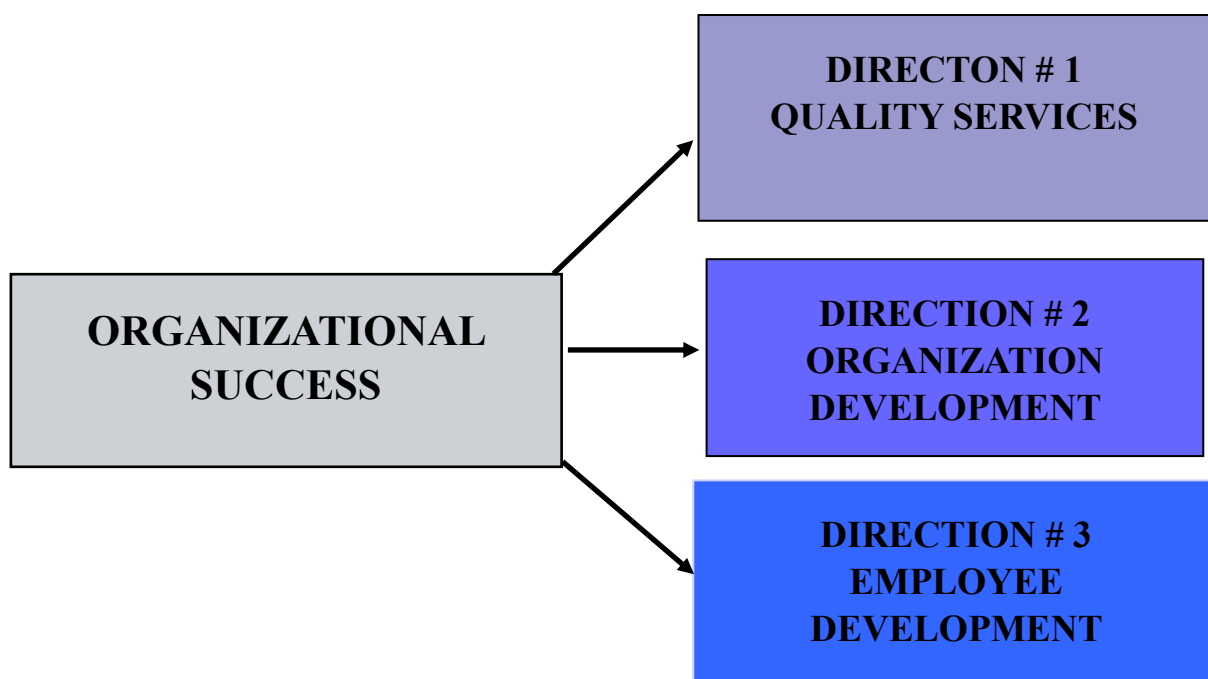 DIRECTON # 1
QUALITY SERVICES
ORGANIZATIONAL
SUCCESS
DIRECTION # 2
ORGANIZATION
DEVELOPMENT
DIRECTION # 3
EMPLOYEE
DEVELOPMENT